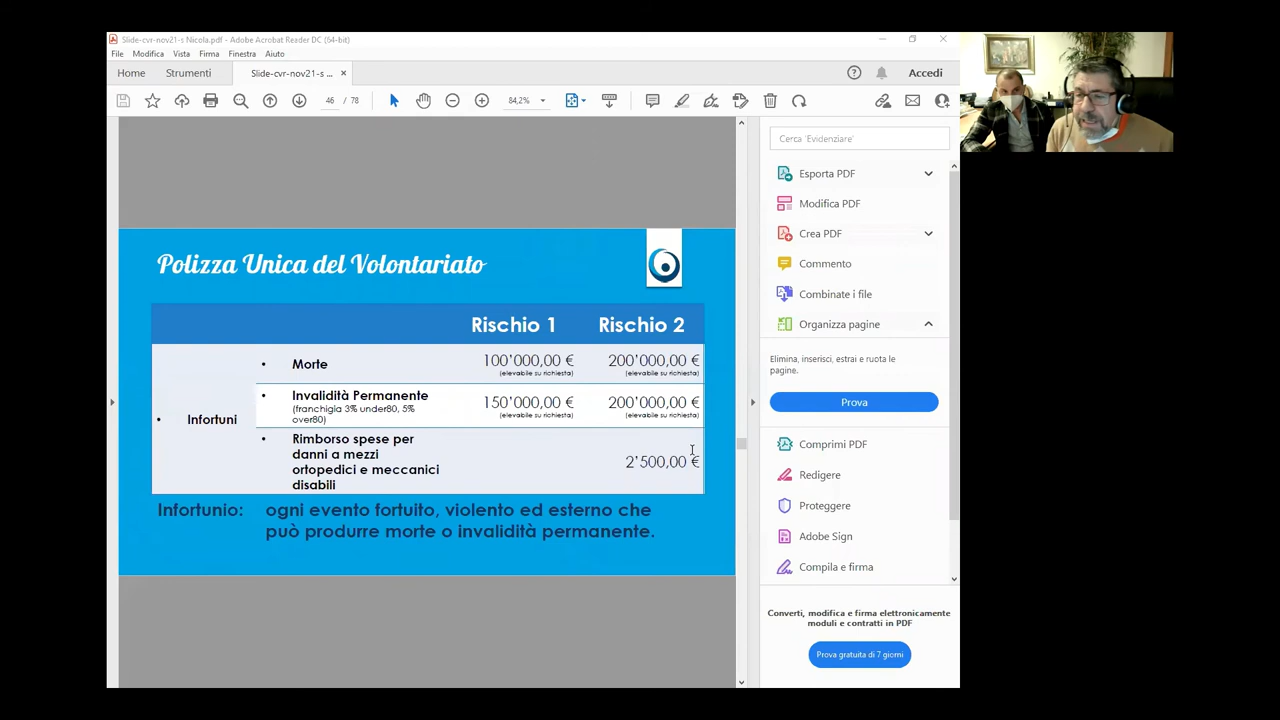 Slide-cvr-nov21-s Nicola.pdf - Adobe Acrobat Reader DC (64-bit)
File Modifica Vista Firma Finestra Aiuto
Home Strumenti Slide-cvr-nov21-s ... × Accedi
46 / 78 84,2%
Cerca 'Evidenziare'
Esporta PDF
Modifica PDF
Crea PDF
Commento
Combinate i file
Organizza pagine
Elimina, inserisci, estrai e ruota le
pagine.
Prova
Comprimi PDF
Redigere
Proteggere
Adobe Sign
Compila e firma
Converti, modifica e firma elettronicamente
moduli e contratti in PDF
Prova gratuita di 7 giorni
Polizza Unica del Volontariato
Rischio 1 Rischio 2
• Infortuni
• Morte 100'000,00 € 200'000,00 €
(elevabile su richiesta) (elevabile su richiesta)
• Invalidità Permanente 150'000,00 € 200'000,00 €
(franchigia 3% under80, 5% (elevabile su richiesta) (elevabile su richiesta)
over80)
• Rimborso spese per
danni a mezzi
ortopedici e meccanici 2'500,00 €
disabili
Infortunio: ogni evento fortuito, violento ed esterno che
può produrre morte o invalidità permanente.